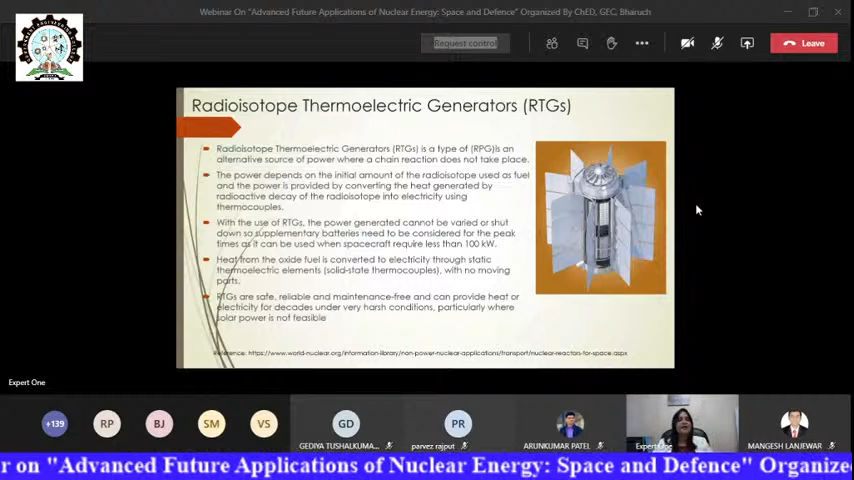 Webinar On "Advanced Future Applications of Nuclear Energy: Space and Defence" Organized By ChED, GEC, Bharuch
Request control
Leave
Radioisotope Thermoelectric Generators (RTGs)
Radioisotope Thermoelectric Generators (RTGs) is a type of (RPG)is an
alternative source of power where a chain reaction does not take place.
The power depends on the initial amount of the radioisotope used as fuel
and the power is provided by converting the heat generated by
radioactive decay of the radioisotope into electricity using
thermocouples.
With the use of RTGs, the power generated cannot be varied or shut
down so supplementary batteries need to be considered for the peak
times as it can be used when spacecraft require less than 100 kW.
Heat from the oxide fuel is converted to electricity through static
thermoelectric elements (solid-state thermocouples), with no moving
parts.
RTGs are safe, reliable and maintenance-free and can provide heat or
electricity for decades under very harsh conditions, particularly where
solar power is not feasible
Reference: https://www.world-nuclear.org/information-library/non-power-nuclear-applications/transport/nuclear-reactors-for-space.aspx
Expert One
+139
RP
BJ
SM
VS
GD
PR
GEDIYA TUSHALKUMA...
parvez rajput
ARUNKUMAR PATEL
Expert One
MANGESH LANJEWAR
r on "Advanced Future Applications of Nuclear Energy: Space and Defence" Organize